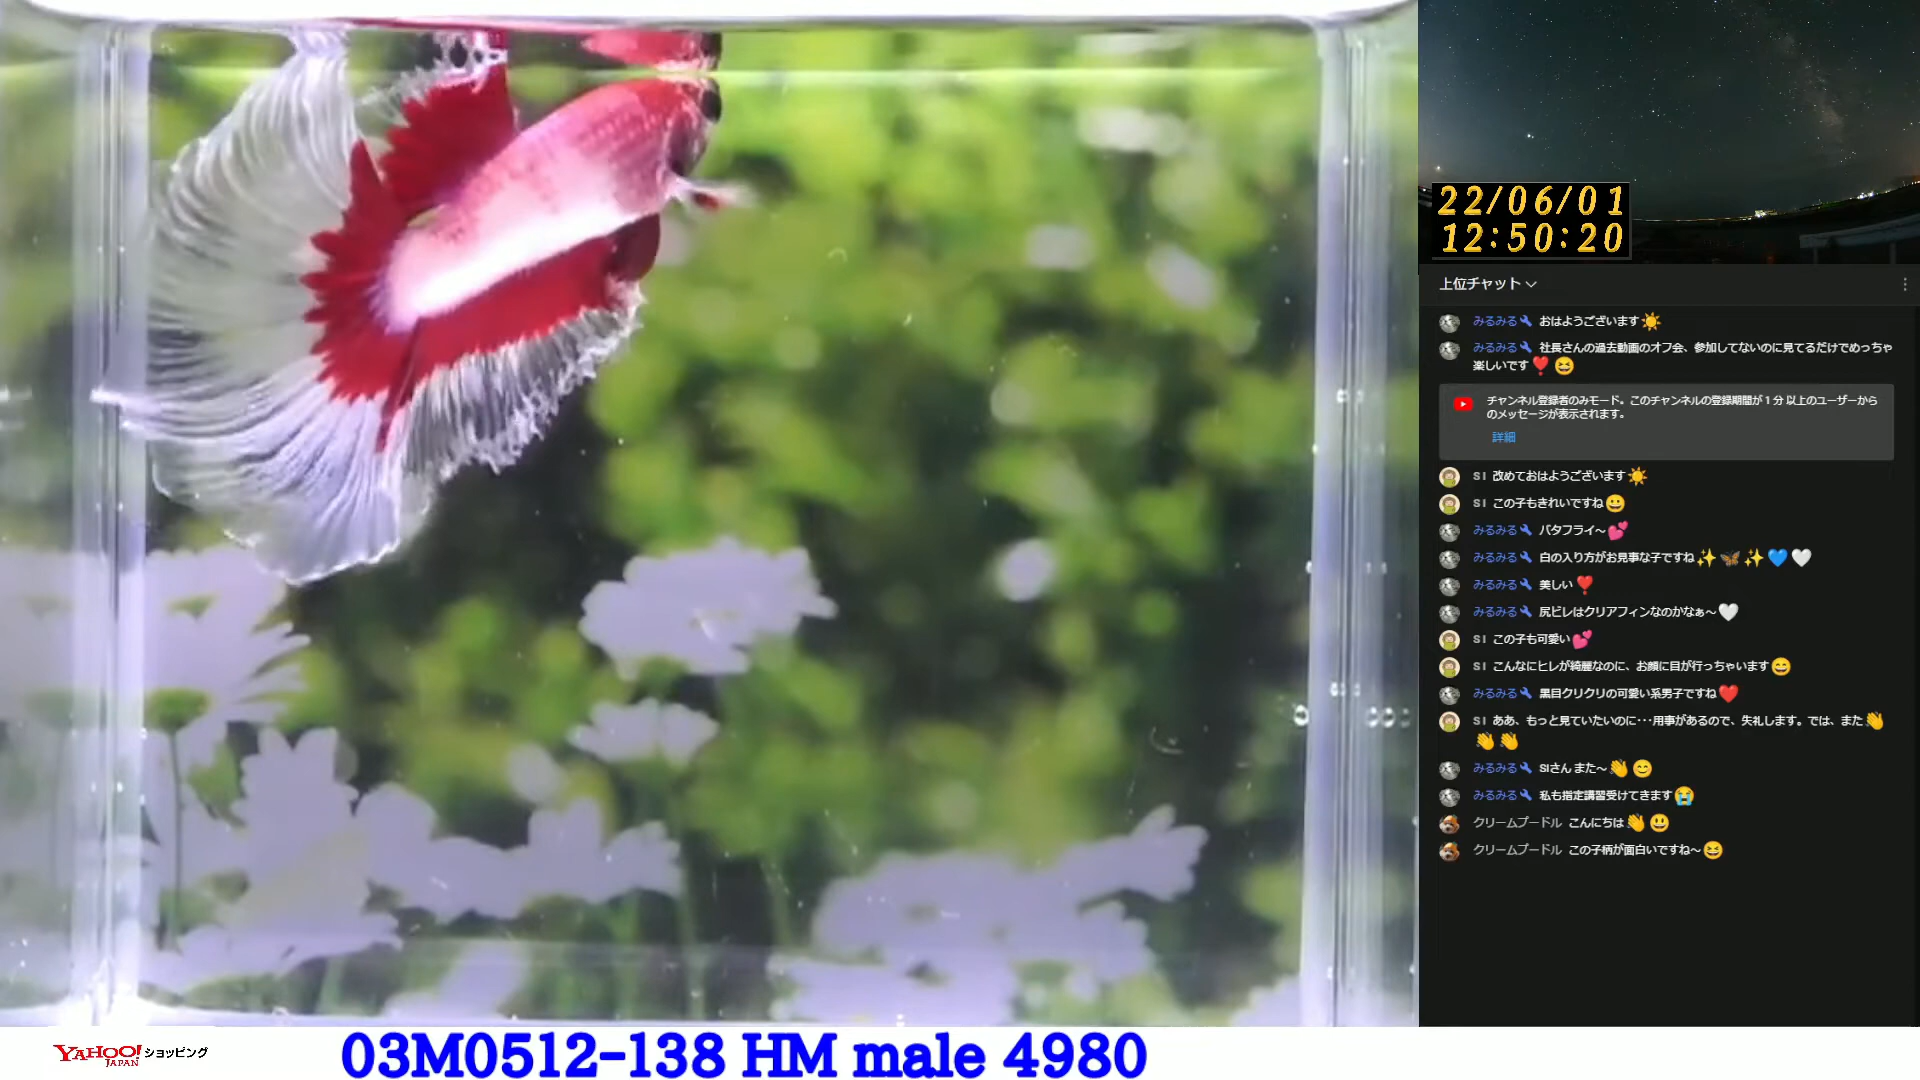 22/06/01
12:50:20
上位チャット
みるみる おはようございます☀️
みるみる 社長さんの過去動画のオフ会、参加してないのに見てるだけでめっちゃ
楽しいです❣️😆
チャンネル登録者のみモード。このチャンネルの登録期間が 1 分 以上のユーザーから
のメッセージが表示されます。
詳細
S I 改めておはようございます☀️
S I この子もきれいですね😀
みるみる バタフライ〜💕
みるみる 白の入り方がお見事な子ですね✨🦋✨💙🤍
みるみる 美しい❣️
みるみる 尻ビレはクリアフィンなのかなぁ〜🤍
S I この子も可愛い💕
S I こんなにヒレが綺麗なのに、お顔に目が行っちゃいます😄
みるみる 黒目クリクリの可愛い系男子ですね❤️
S I ああ、もっと見ていたいのに･･･用事があるので、失礼します。では、また👋
👋👋
みるみる SIさん また〜👋😊
みるみる 私も指定講習受けてきます😭
クリームプードル こんにちは👋😃
クリームプードル この子柄が面白いですね〜😆
YAHOO! JAPAN ショッピング
03M0512-138 HM male 4980